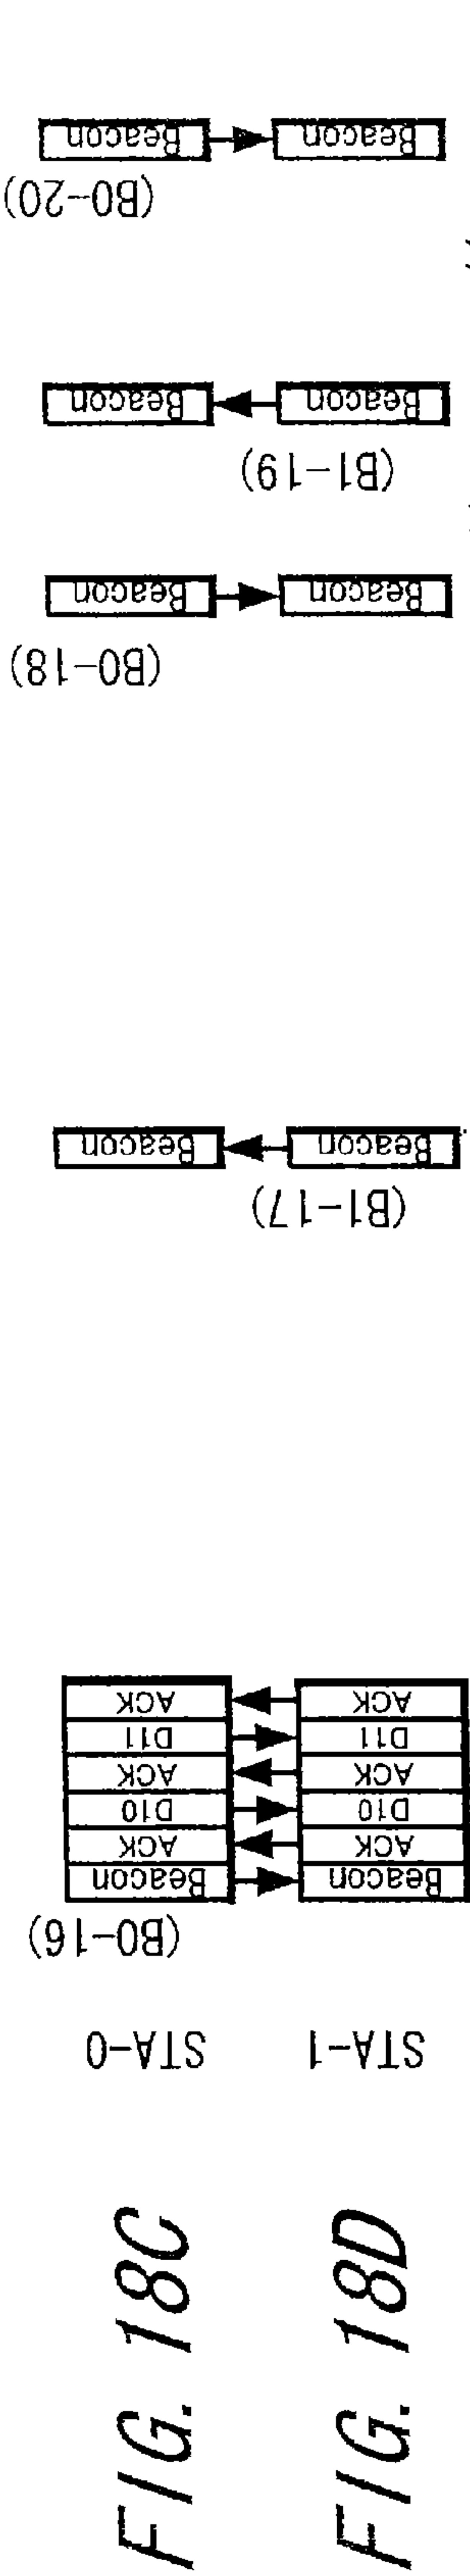 Beacon
Beacon
(B0-20)
Beacon
Beacon
(B1-19)
Beacon
Beacon
(B0-18)
Beacon
Beacon
(B1-17)
ACK
ACK
D11
D11
ACK
ACK
D10
D10
ACK
ACK
Beacon
Beacon
(B0-16)
STA-0
STA-1
FIG. 18C
FIG. 18D